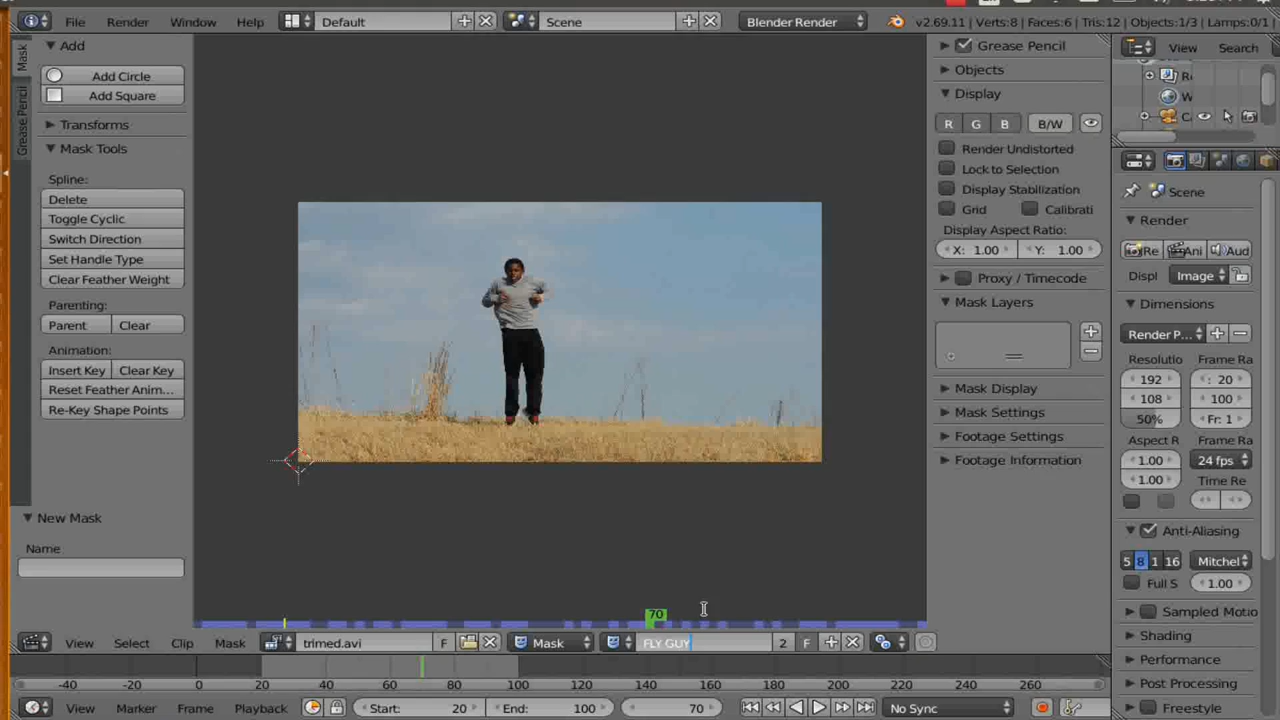 File Render Window Help Default Scene Blender Render v2.69.11 | Verts:8 | Faces:6 | Tris:12 | Objects:1/3 | Lamps:0/1
Mask
Grease Pencil
Add
Add Circle
Add Square
Transforms
Mask Tools
Spline:
Delete
Toggle Cyclic
Switch Direction
Set Handle Type
Clear Feather Weight
Parenting:
Parent Clear
Animation:
Insert Key Clear Key
Reset Feather Anim...
Re-Key Shape Points
New Mask
Name
70
View Select Clip Mask trimed.avi F Mask FLY GUY 2 F
-40 -20 0 20 40 60 80 100 120 140 160 180 200 220 240 260
View Marker Frame Playback Start: 20 End: 100 70 No Sync
Grease Pencil
Objects
Display
R G B B/W
Render Undistorted
Lock to Selection
Display Stabilization
Grid Calibrati
Display Aspect Ratio:
X: 1.00 Y: 1.00
Proxy / Timecode
Mask Layers
Mask Display
Mask Settings
Footage Settings
Footage Information
View Search
Scene
Render
Re Ani Aud
Displ Image
Dimensions
Render P...
Resolutio Frame Ra
192 : 20
108 100
50% Fr: 1
Aspect R Frame Ra
1.00 24 fps
1.00 Time Re
Anti-Aliasing
5 8 1 16 Mitchel
Full S 1.00
Sampled Motio
Shading
Performance
Post Processing
Freestyle